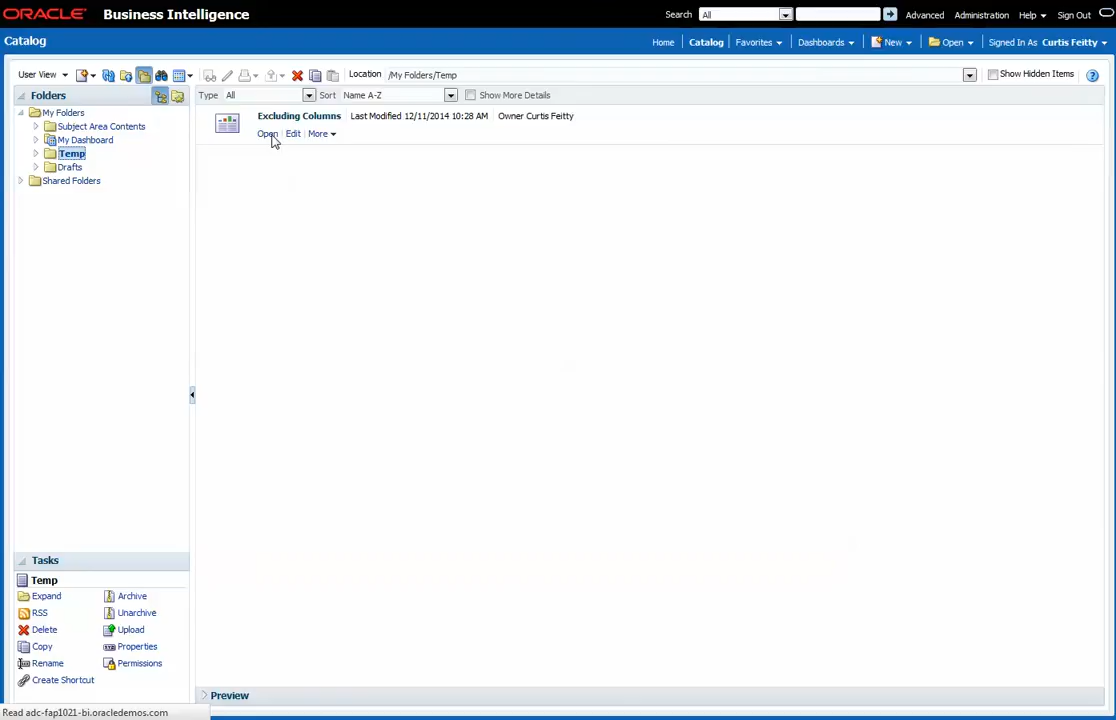 ORACLE Business Intelligence Search All Advanced Administration Help Sign Out
Catalog Home Catalog Favorites Dashboards New Open Signed In As Curtis Feitty
User View Location /My Folders/Temp Show Hidden Items
Folders Type All Sort Name A-Z Show More Details
My Folders
Subject Area Contents
My Dashboard
Temp
Drafts
Shared Folders
Excluding Columns Last Modified 12/11/2014 10:28 AM Owner Curtis Feitty
Open Edit More
Tasks
Temp
Expand Archive
RSS Unarchive
Delete Upload
Copy Properties
Rename Permissions
Create Shortcut
Preview
Read adc-fap1021-bi.oracledemos.com